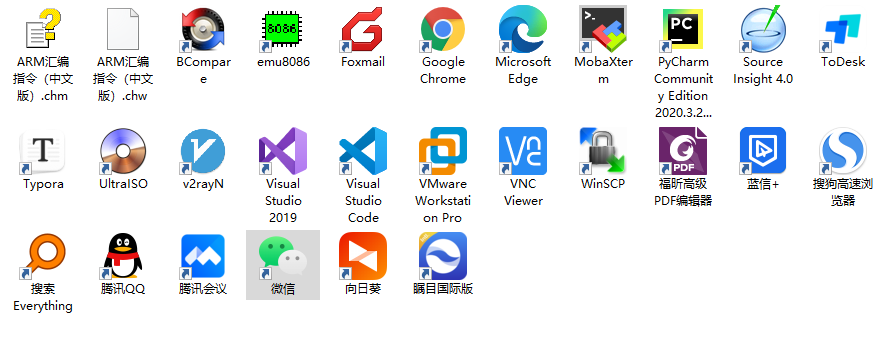 ARM汇编
指令（中文
版）.chm
ARM汇编
指令（中文
版）.chw
BCompar
e
8086
emu8086
Foxmail
Google
Chrome
Microsoft
Edge
>_
MobaXter
m
PC
PyCharm
Communit
y Edition
2020.3.2...
Source
Insight 4.0
ToDesk
T
Typora
UltraISO
v2rayN
Visual
Studio
2019
Visual
Studio
Code
VMware
Workstati
on Pro
VNC
VNC
Viewer
WinSCP
PDF
福昕高级
PDF编辑器
蓝信+
搜狗高速浏
览器
搜索
Everything
腾讯QQ
腾讯会议
微信
向日葵
瞩目国际版